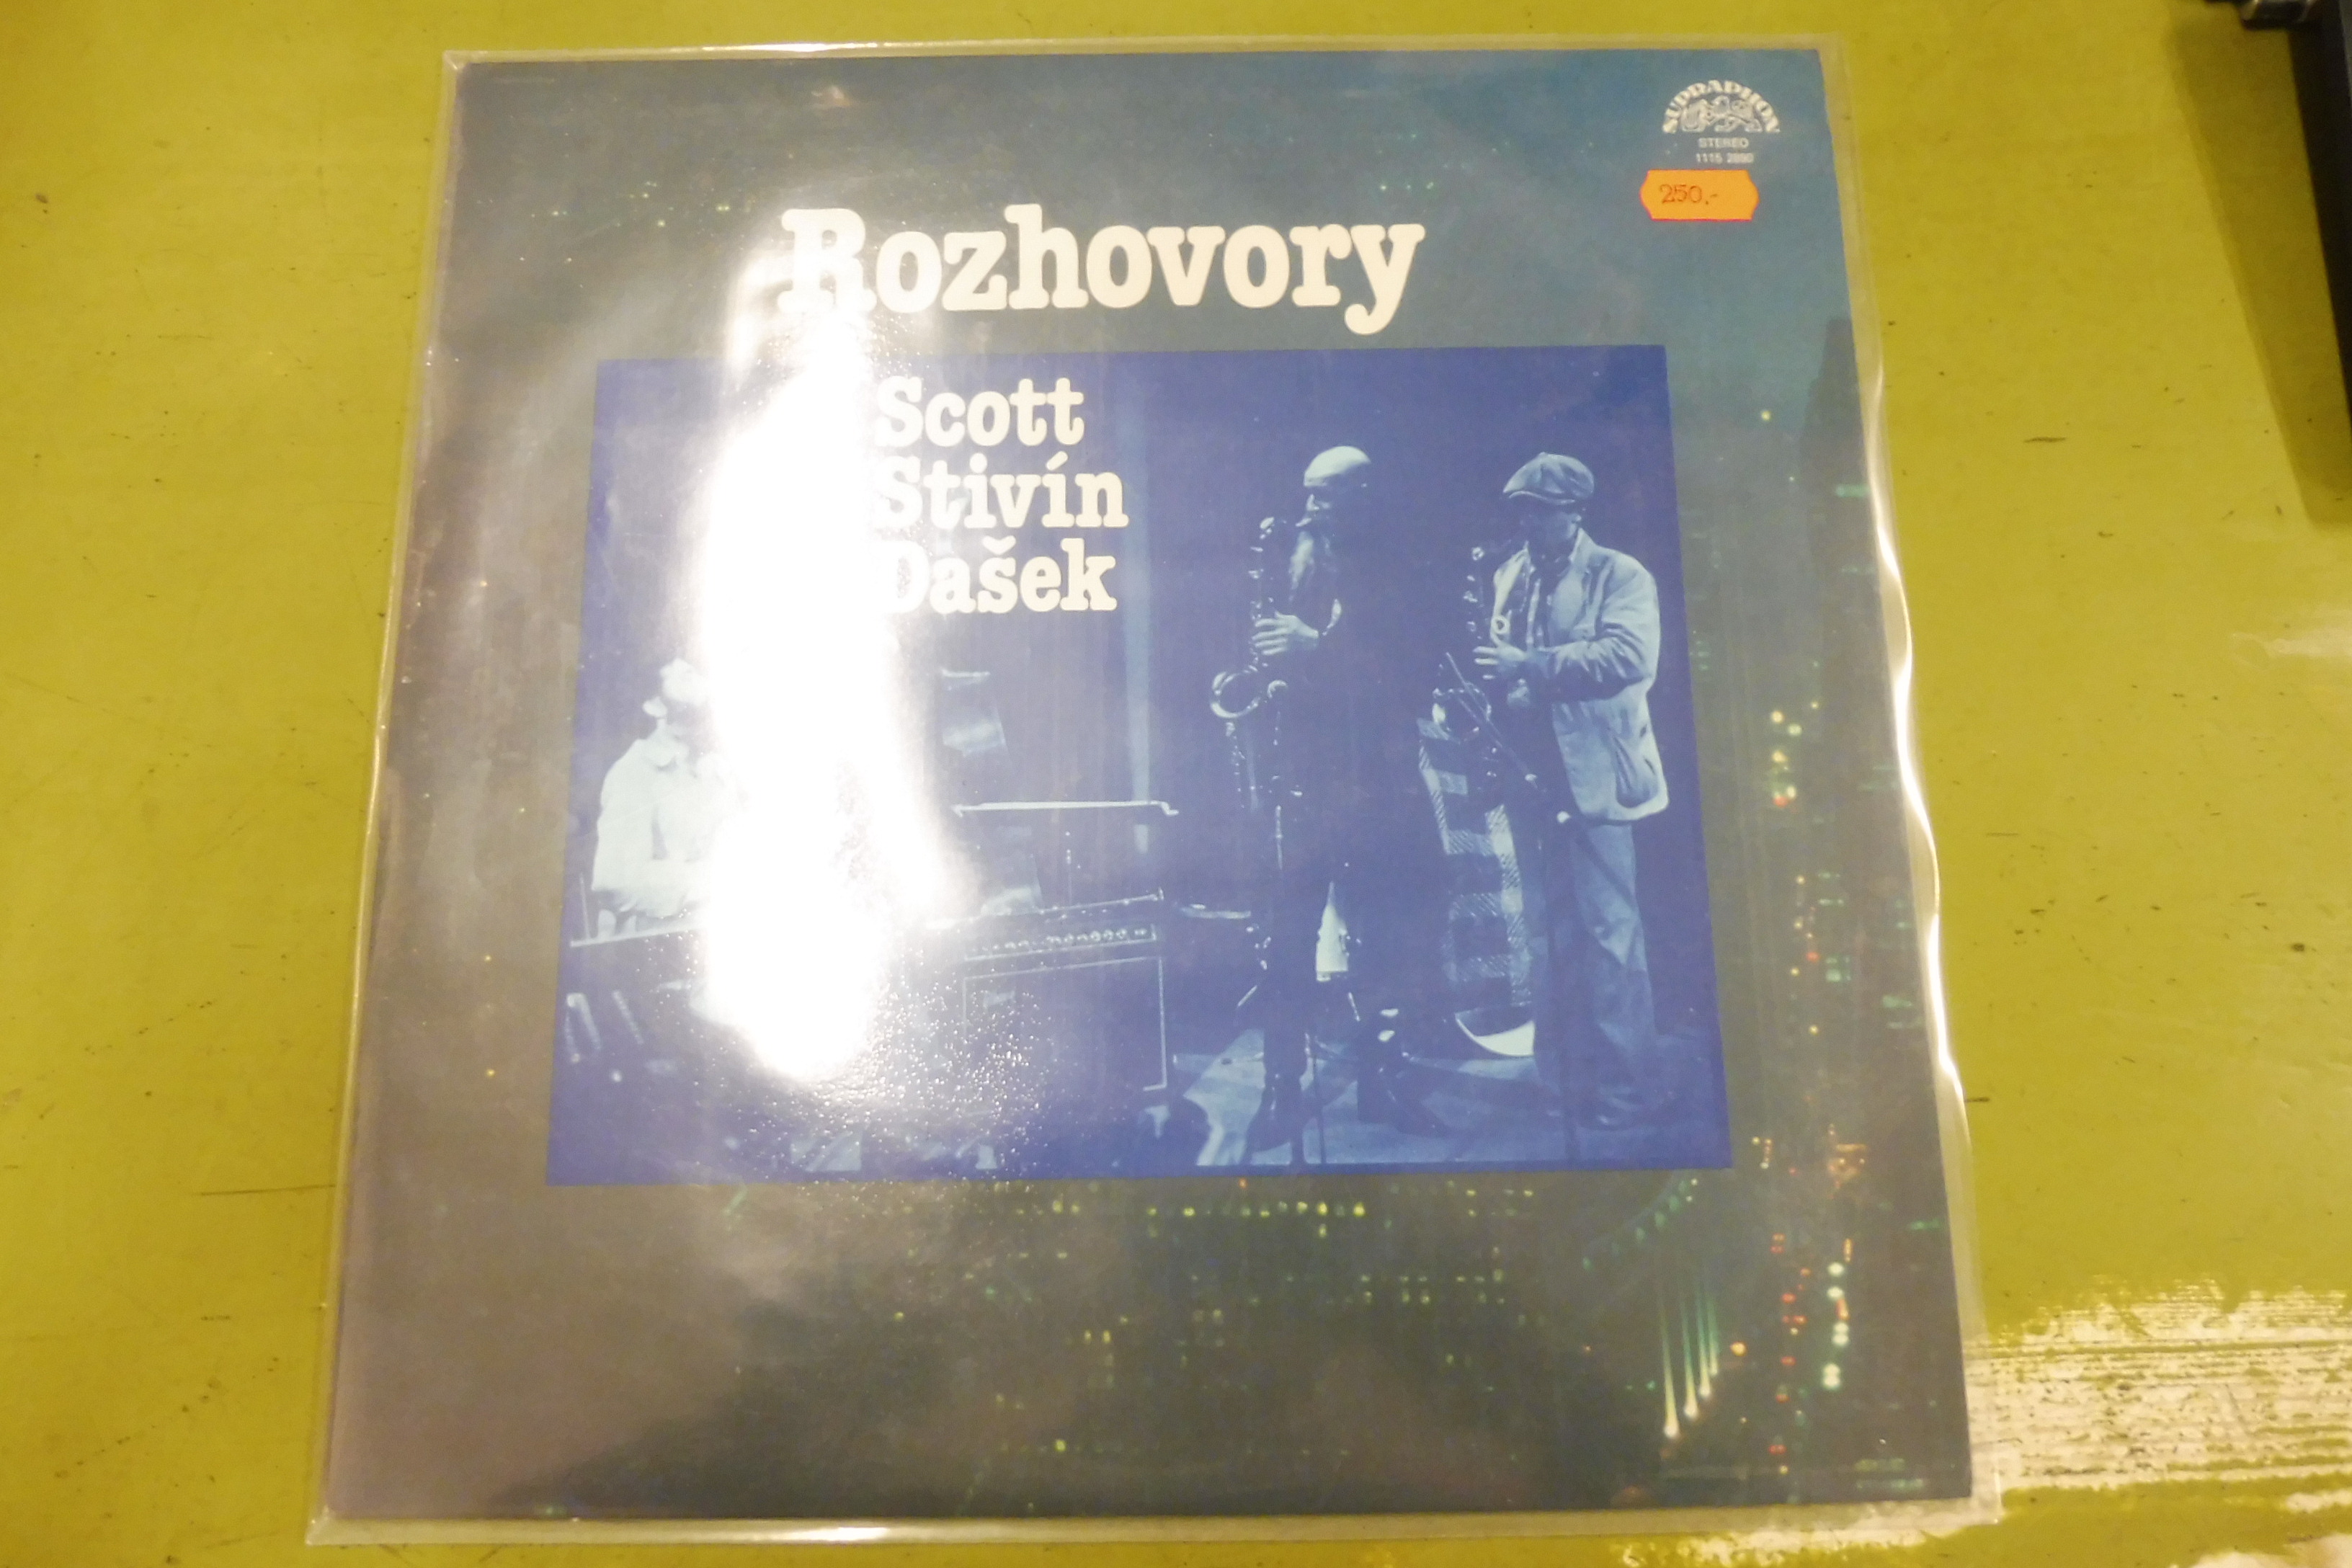 SUPRAPHON
STEREO
1115 2890
250.-
Rozhovory
Scott
Stivín
Dašek